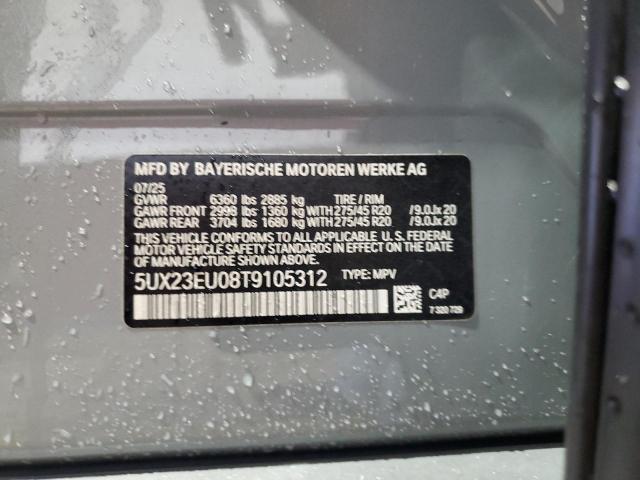 MFD BY BAYERISCHE MOTOREN WERKE AG
07/25
GVWR 6360 lbs 2885 kg TIRE / RIM
GAWR FRONT 2998 lbs 1360 kg WITH 275/45 R20 /9.0Jx20
GAWR REAR 3704 lbs 1680 kg WITH 275/45 R20 /9.0Jx20
THIS VEHICLE CONFORMS TO ALL APPLICABLE U.S. FEDERAL
MOTOR VEHICLE SAFETY STANDARDS IN EFFECT ON THE
DATE OF MANUFACTURE SHOWN ABOVE.
5UX23EU08T9105312 TYPE: MPV
C4P